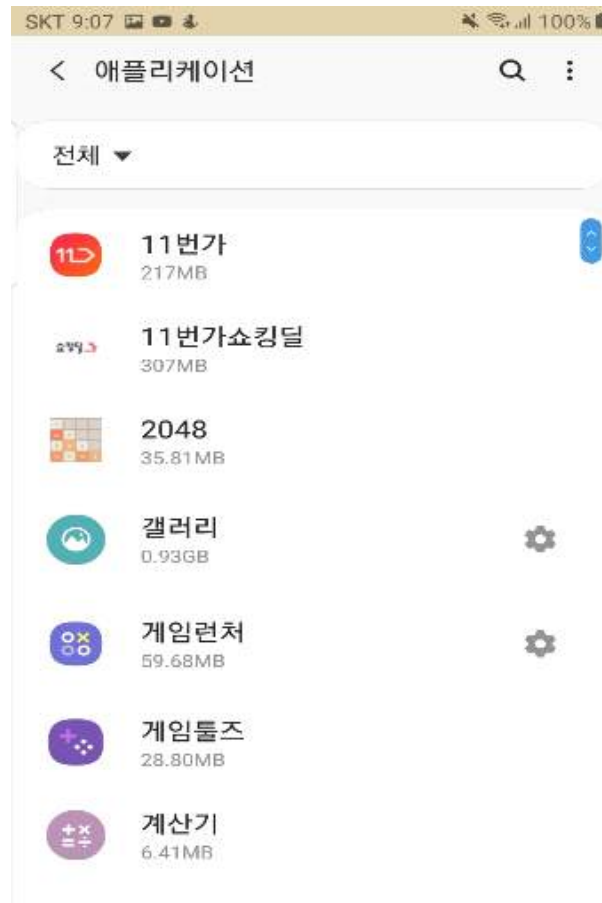 SKT 9:07 100%
애플리케이션
전체
11번가
217MB
11번가쇼킹딜
307MB
2048
35.81MB
갤러리
0.93GB
게임런처
59.68MB
게임툴즈
28.80MB
계산기
6.41MB